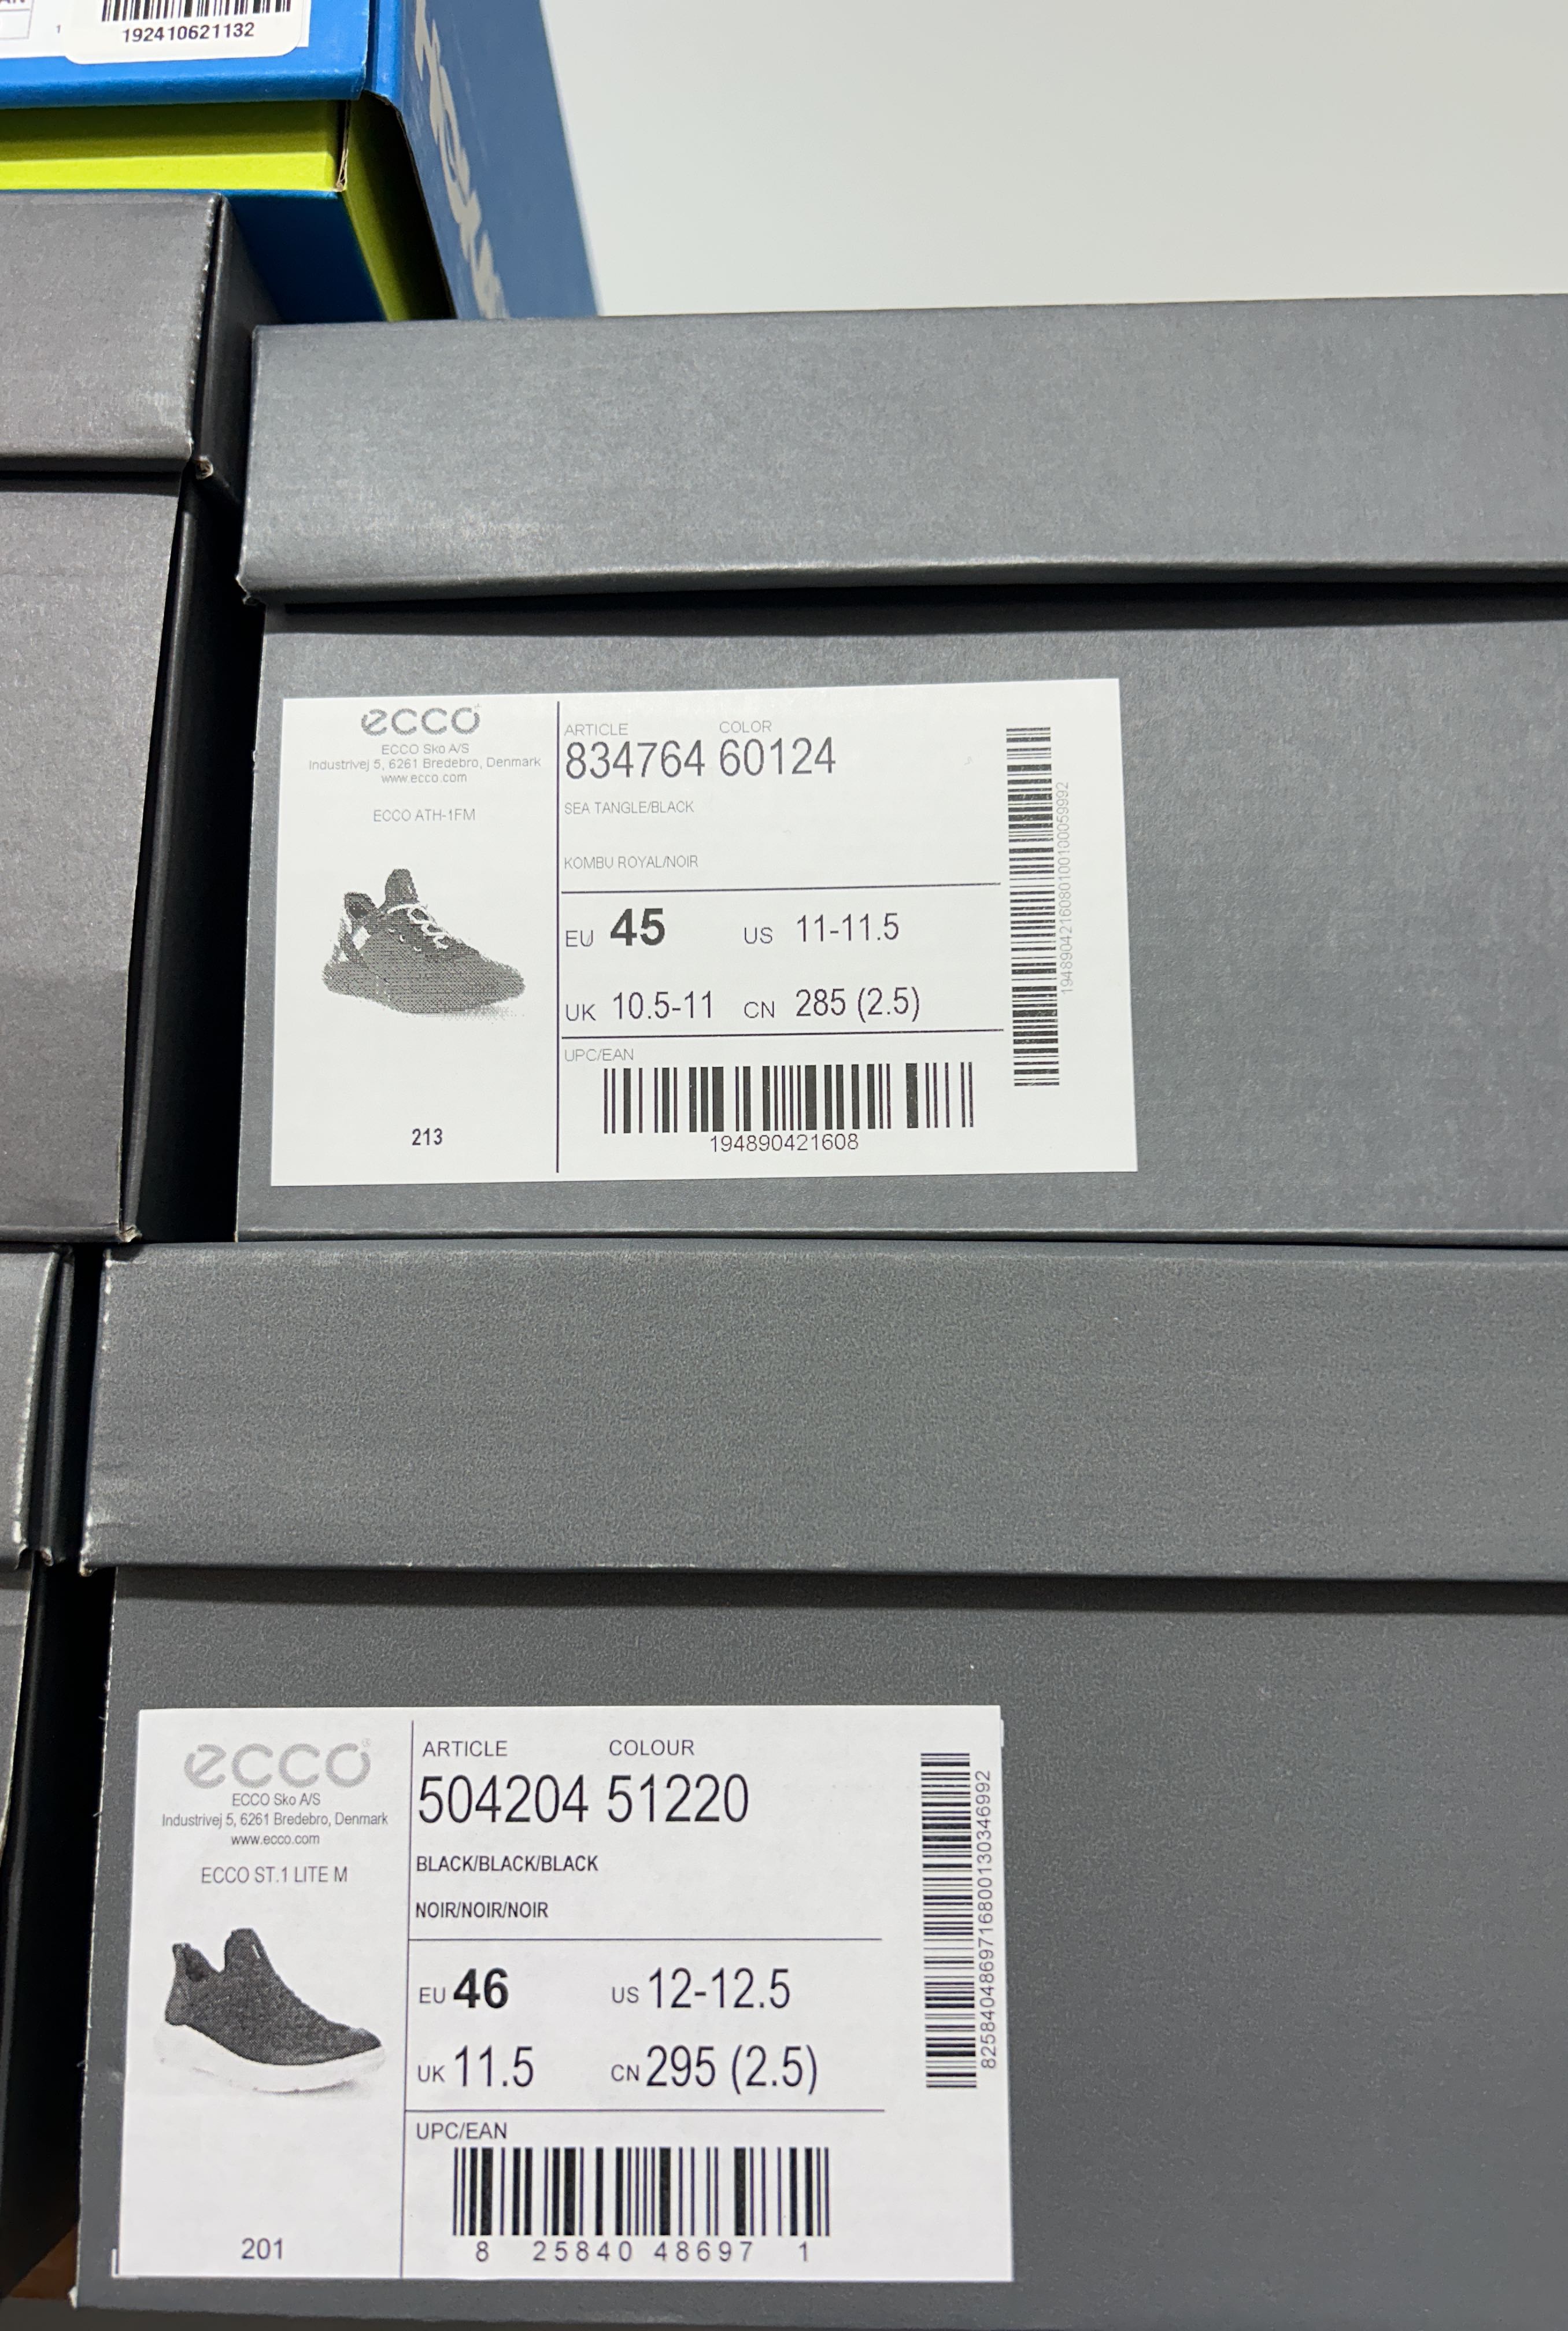 192410621132
ecco
ECCO Sko A/S
Industrivej 5, 6261 Bredebro, Denmark
www.ecco.com
ECCO ATH-1FM
213
ARTICLE COLOR
834764 60124
SEA TANGLE/BLACK
KOMBU ROYAL/NOIR
EU 45 US 11-11.5
UK 10.5-11 CN 285 (2.5)
UPC/EAN
194890421608
1948904216080100100059992
ecco
ECCO Sko A/S
Industrivej 5, 6261 Bredebro, Denmark
www.ecco.com
ECCO ST.1 LITE M
201
ARTICLE COLOUR
504204 51220
BLACK/BLACK/BLACK
NOIR/NOIR/NOIR
EU 46 US 12-12.5
UK 11.5 CN 295 (2.5)
UPC/EAN
8 25840 48697 1
8258404869716800130346992